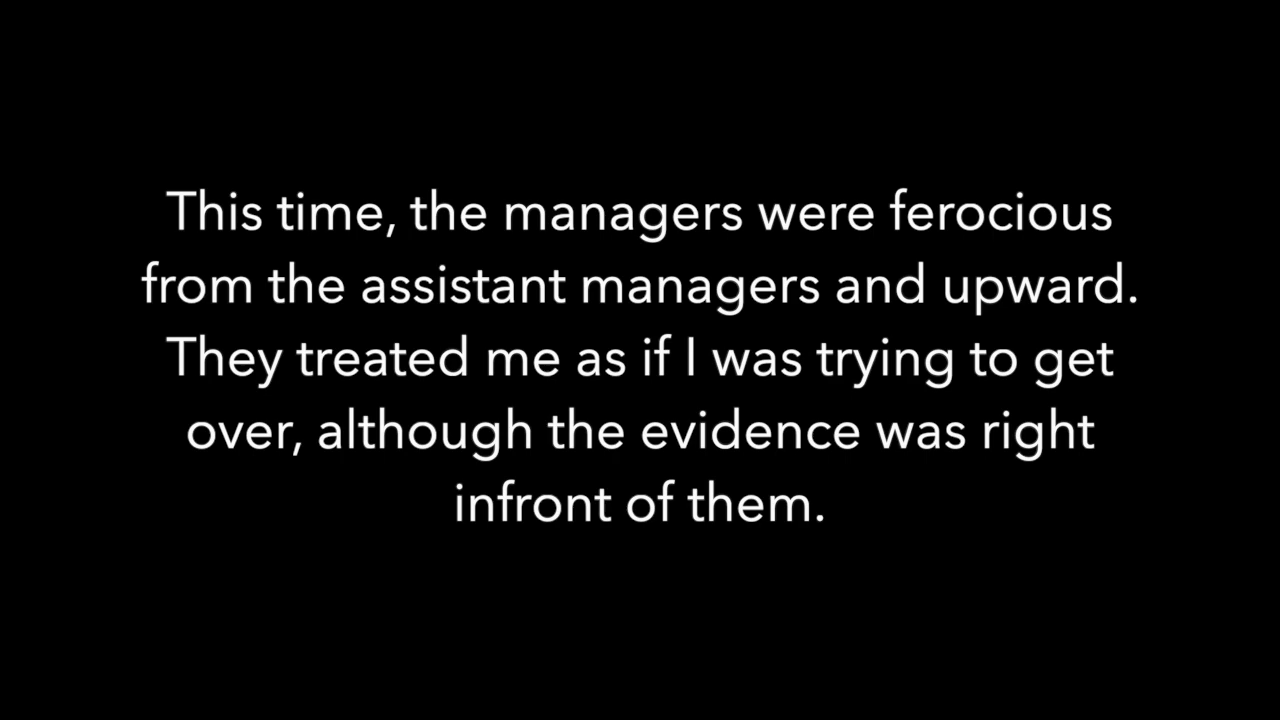 This time, the managers were ferocious
from the assistant managers and upward.
They treated me as if I was trying to get
over, although the evidence was right
infront of them.